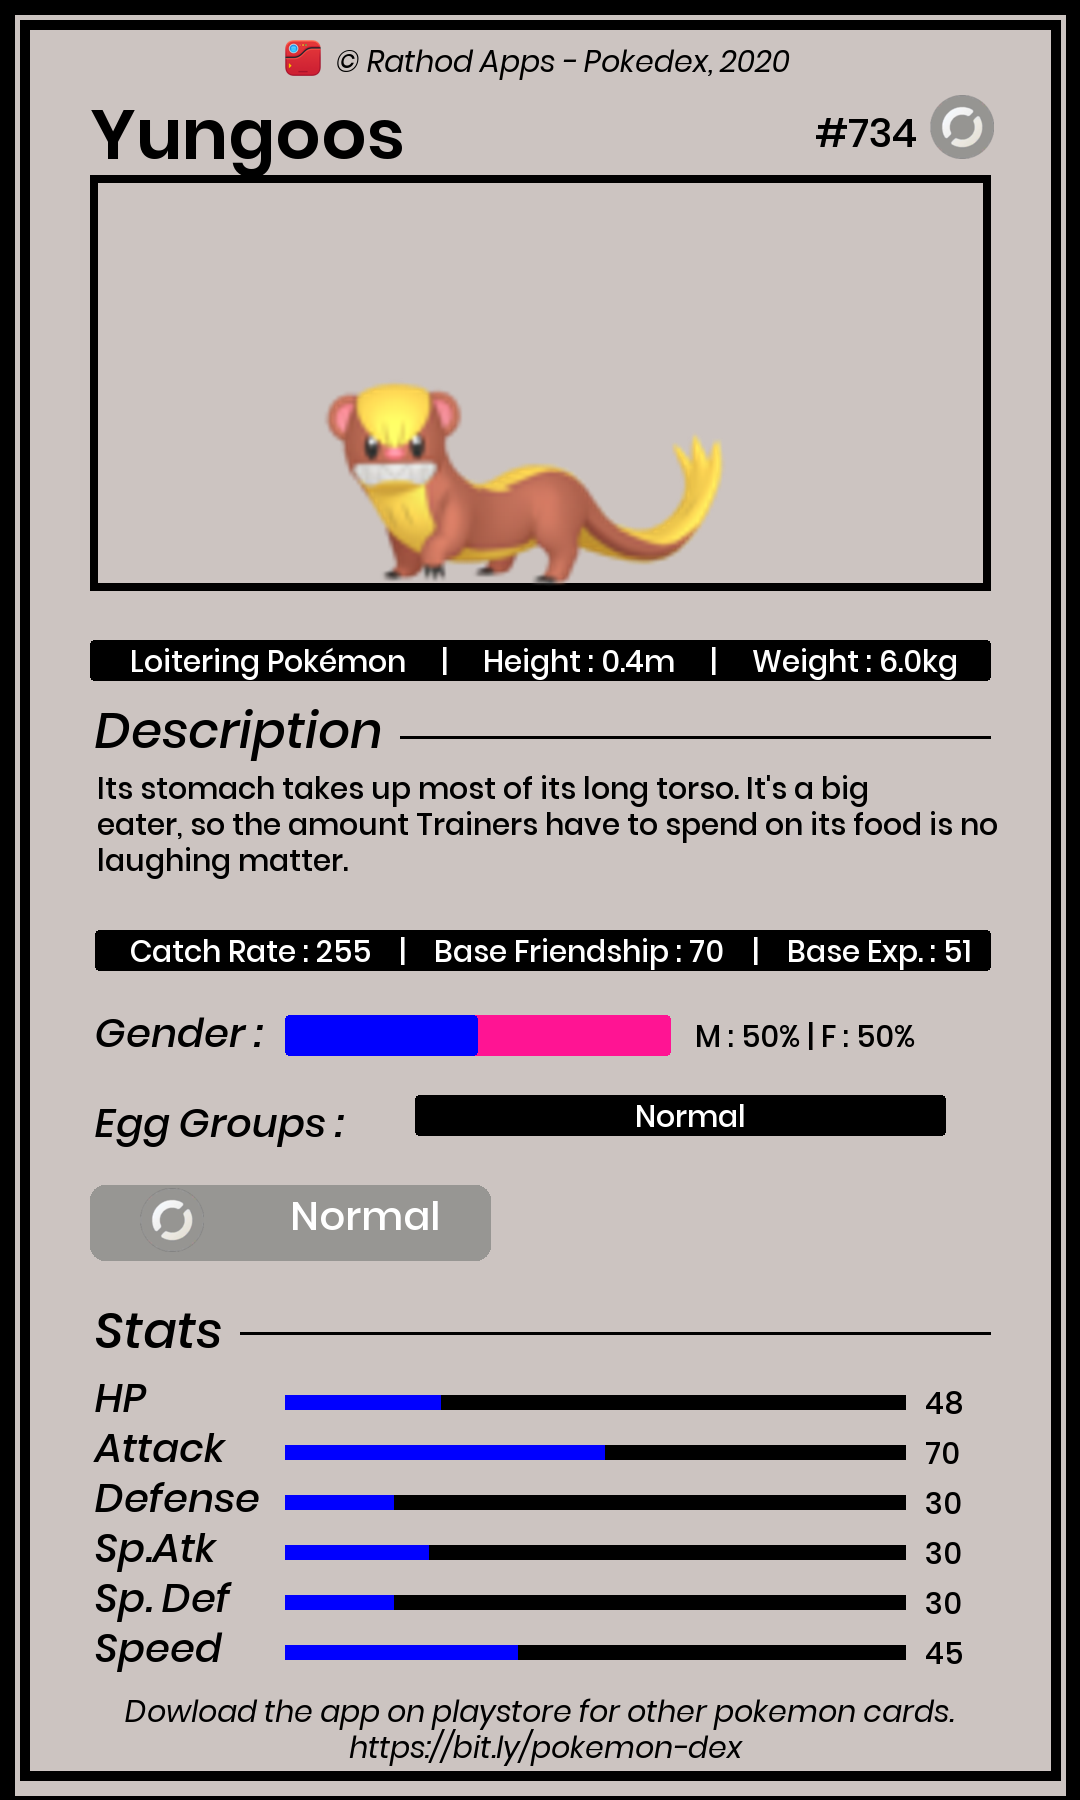 © Rathod Apps - Pokedex, 2020
Yungoos #734
Loitering Pokémon | Height : 0.4m | Weight : 6.0kg
Description
Its stomach takes up most of its long torso. It's a big
eater, so the amount Trainers have to spend on its food is no
laughing matter.
Catch Rate : 255 | Base Friendship : 70 | Base Exp. : 51
Gender : M : 50% | F : 50%
Egg Groups : Normal
Normal
Stats
HP 48
Attack 70
Defense 30
Sp.Atk 30
Sp. Def 30
Speed 45
Dowload the app on playstore for other pokemon cards.
https://bit.ly/pokemon-dex